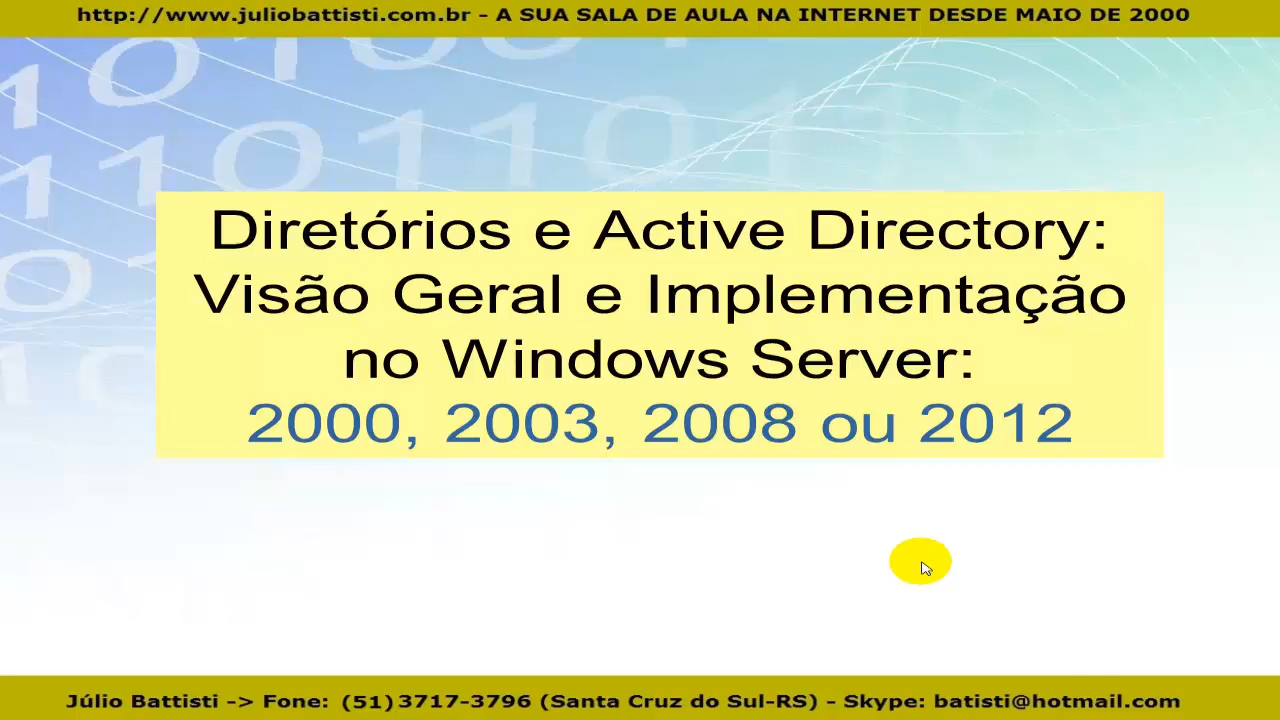 http://www.juliobattisti.com.br - A SUA SALA DE AULA NA INTERNET DESDE MAIO DE 2000
Diretórios e Active Directory:
Visão Geral e Implementação
no Windows Server:
2000, 2003, 2008 ou 2012
Júlio Battisti -> Fone: (51)3717-3796 (Santa Cruz do Sul-RS) - Skype: batisti@hotmail.com